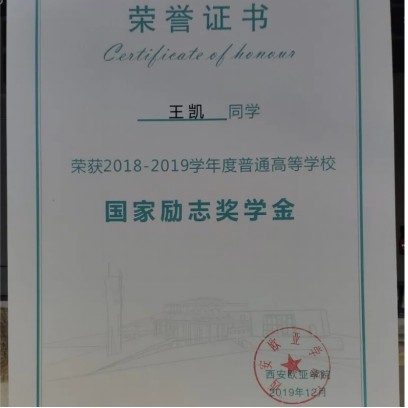 荣誉证书
Certificate of honour
王凯 同学
荣获2018-2019学年度普通高等学校
国家励志奖学金
西安欧亚学院
2019年12月